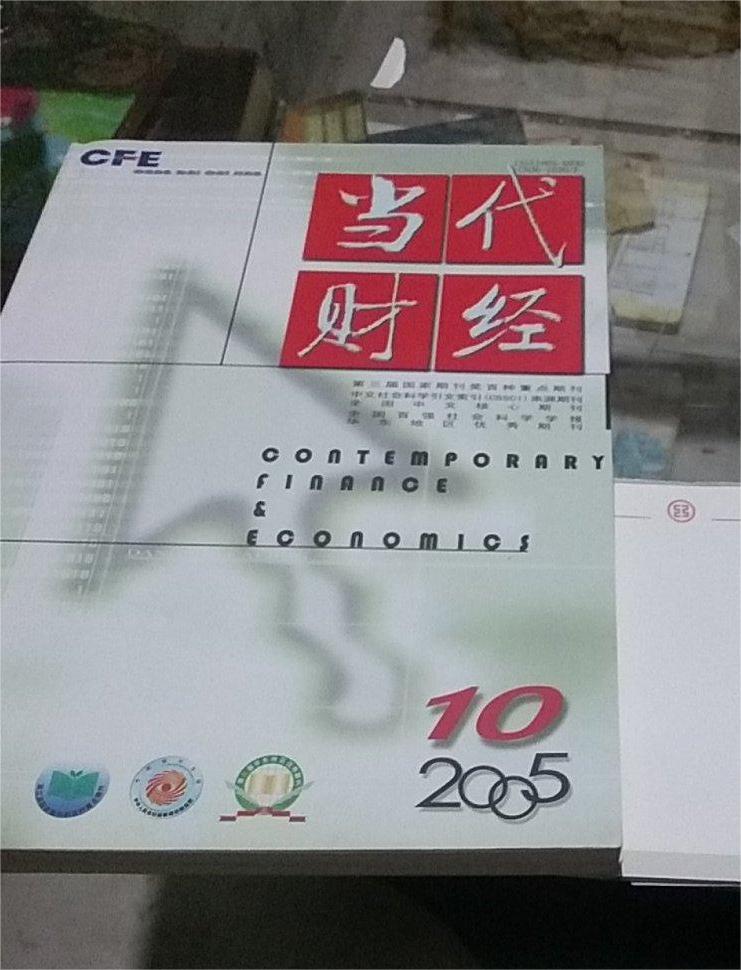 CFE
当代
财经
第三届国家期刊奖百种重点期刊
中文社会科学引文索引(CSSCI)来源期刊
全国中文核心期刊
全国百强社会科学学报
华东地区优秀期刊
CONTEMPORARY
FINANCE
&
ECONOMICS
10
2005